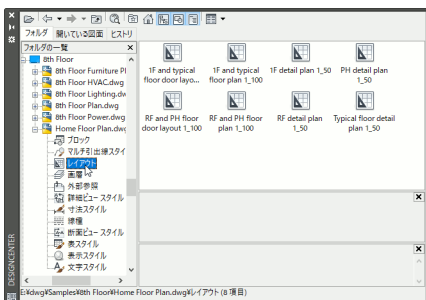 フォルダ 開いている図面 ヒストリ
フォルダの一覧
8th Floor
8th Floor Furniture Pl
8th Floor HVAC.dwg
8th Floor Lighting.dw
8th Floor Plan.dwg
8th Floor Power.dwg
Home Floor Plan.dwg
ブロック
マルチ引出線スタイ
レイアウト
画層
外部参照
詳細ビュー スタイル
寸法スタイル
線種
断面ビュー スタイル
表スタイル
表示スタイル
文字スタイル
1F and typical floor door layo...
1F and typical floor plan 1_100
1F detail plan 1_50
PH detail plan 1_50
RF and PH floor door layout 1_100
RF and PH floor plan 1_100
RF detail plan 1_50
Typical floor detail plan 1_50
DESIGNCENTER
E:¥dwg¥Samples¥8th Floor¥Home Floor Plan.dwg¥レイアウト (8 項目)